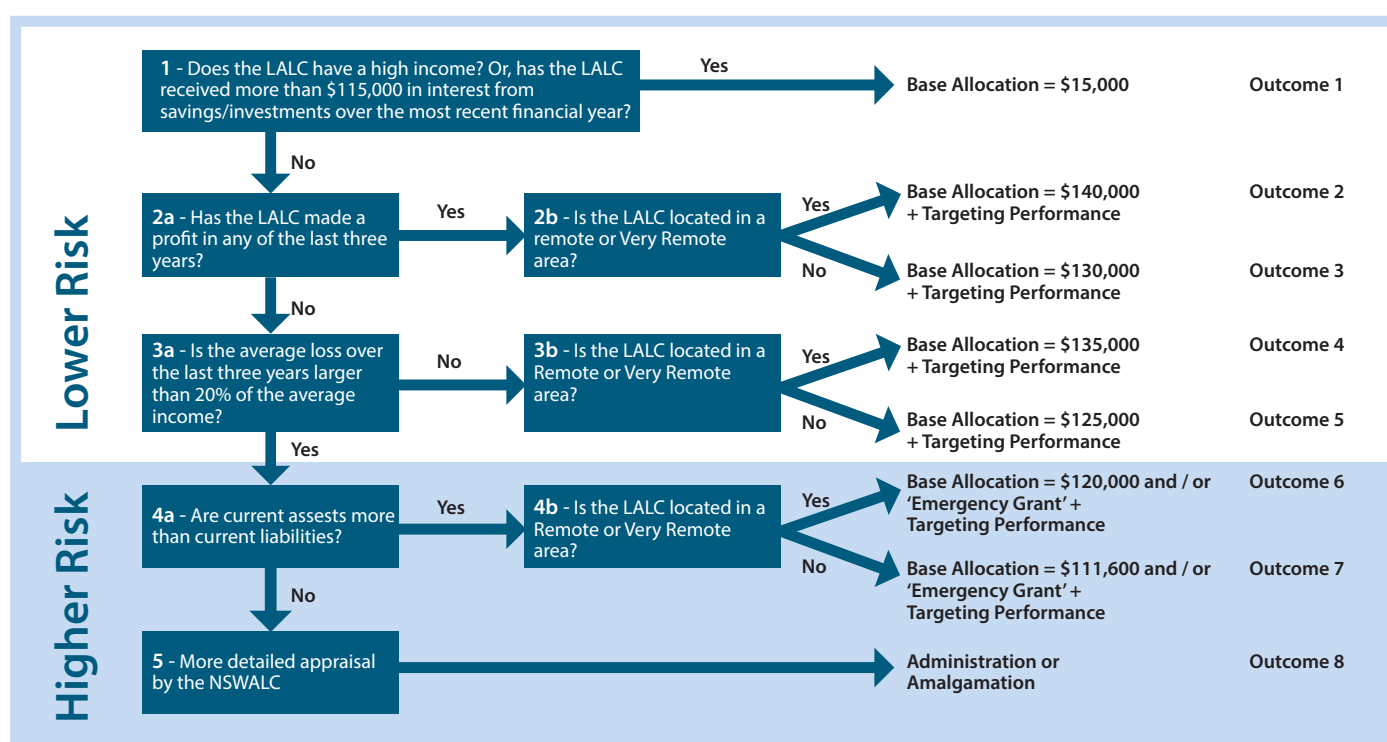 Lower Risk
1 - Does the LALC have a high income? Or, has the LALC
received more than $115,000 in interest from
savings/investments over the most recent financial year?
Yes
Base Allocation = $15,000
Outcome 1
No
2a - Has the LALC made a
profit in any of the last three
years?
Yes
2b - Is the LALC located in a
remote or Very Remote
area?
Yes
Base Allocation = $140,000
+ Targeting Performance
Outcome 2
No
Base Allocation = $130,000
+ Targeting Performance
Outcome 3
No
3a - Is the average loss over
the last three years larger
than 20% of the average
income?
No
3b - Is the LALC located in a
Remote or Very Remote
area?
Yes
Base Allocation = $135,000
+ Targeting Performance
Outcome 4
No
Base Allocation = $125,000
+ Targeting Performance
Outcome 5
Yes
Higher Risk
4a - Are current assests more
than current liabilities?
Yes
4b - Is the LALC located in a
Remote or Very Remote
area?
Yes
Base Allocation = $120,000 and / or
‘Emergency Grant’ +
Targeting Performance
Outcome 6
No
Base Allocation = $111,600 and / or
‘Emergency Grant’ +
Targeting Performance
Outcome 7
No
5 - More detailed appraisal
by the NSWALC
Administration or
Amalgamation
Outcome 8